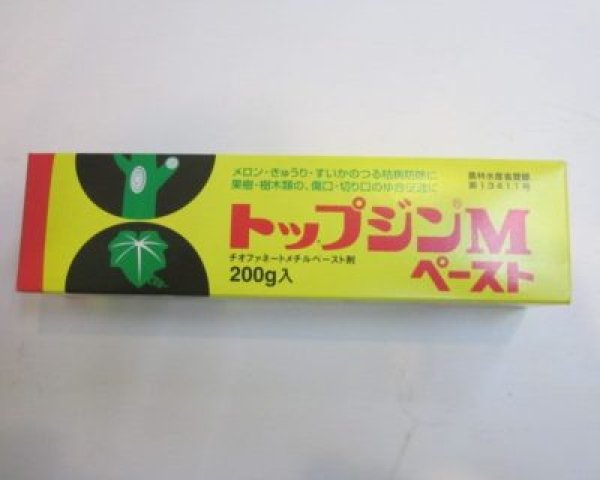 メロン・きゅうり・すいかのつる枯病防除に
果樹・樹木類の、傷口・切り口のゆ合促進に
農林水産省登録
第13411号
トップジンM
チオファネートメチルペースト剤
ペースト
200g入